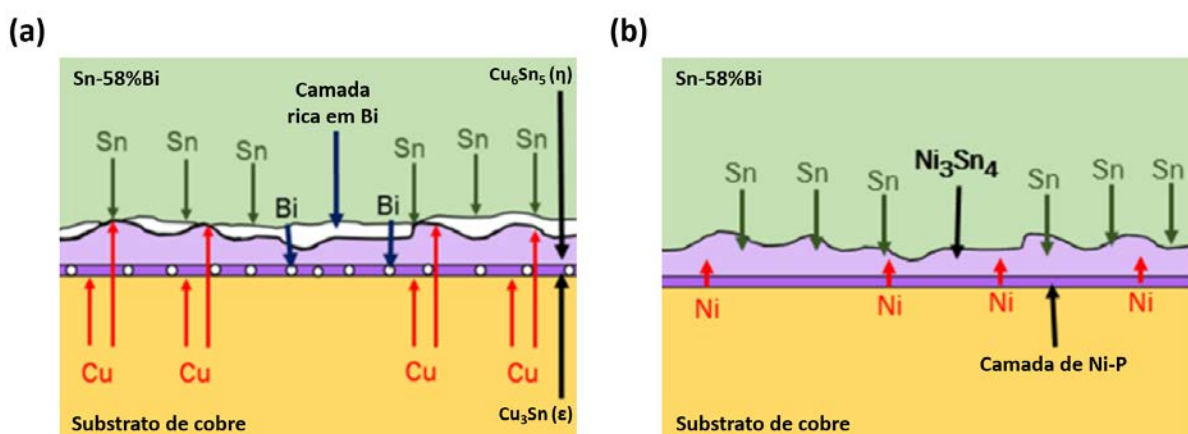 (a)
Sn-58%Bi
Cu₆Sn₅ (η)
Camada
rica em Bi
Sn
Sn
Sn
Sn
Sn
Sn
Bi
Bi
Cu
Cu
Cu
Cu
Substrato de cobre
Cu₃Sn (ε)
(b)
Sn-58%Bi
Ni₃Sn₄
Sn
Sn
Sn
Sn
Sn
Sn
Ni
Ni
Ni
Ni
Camada de Ni-P
Substrato de cobre